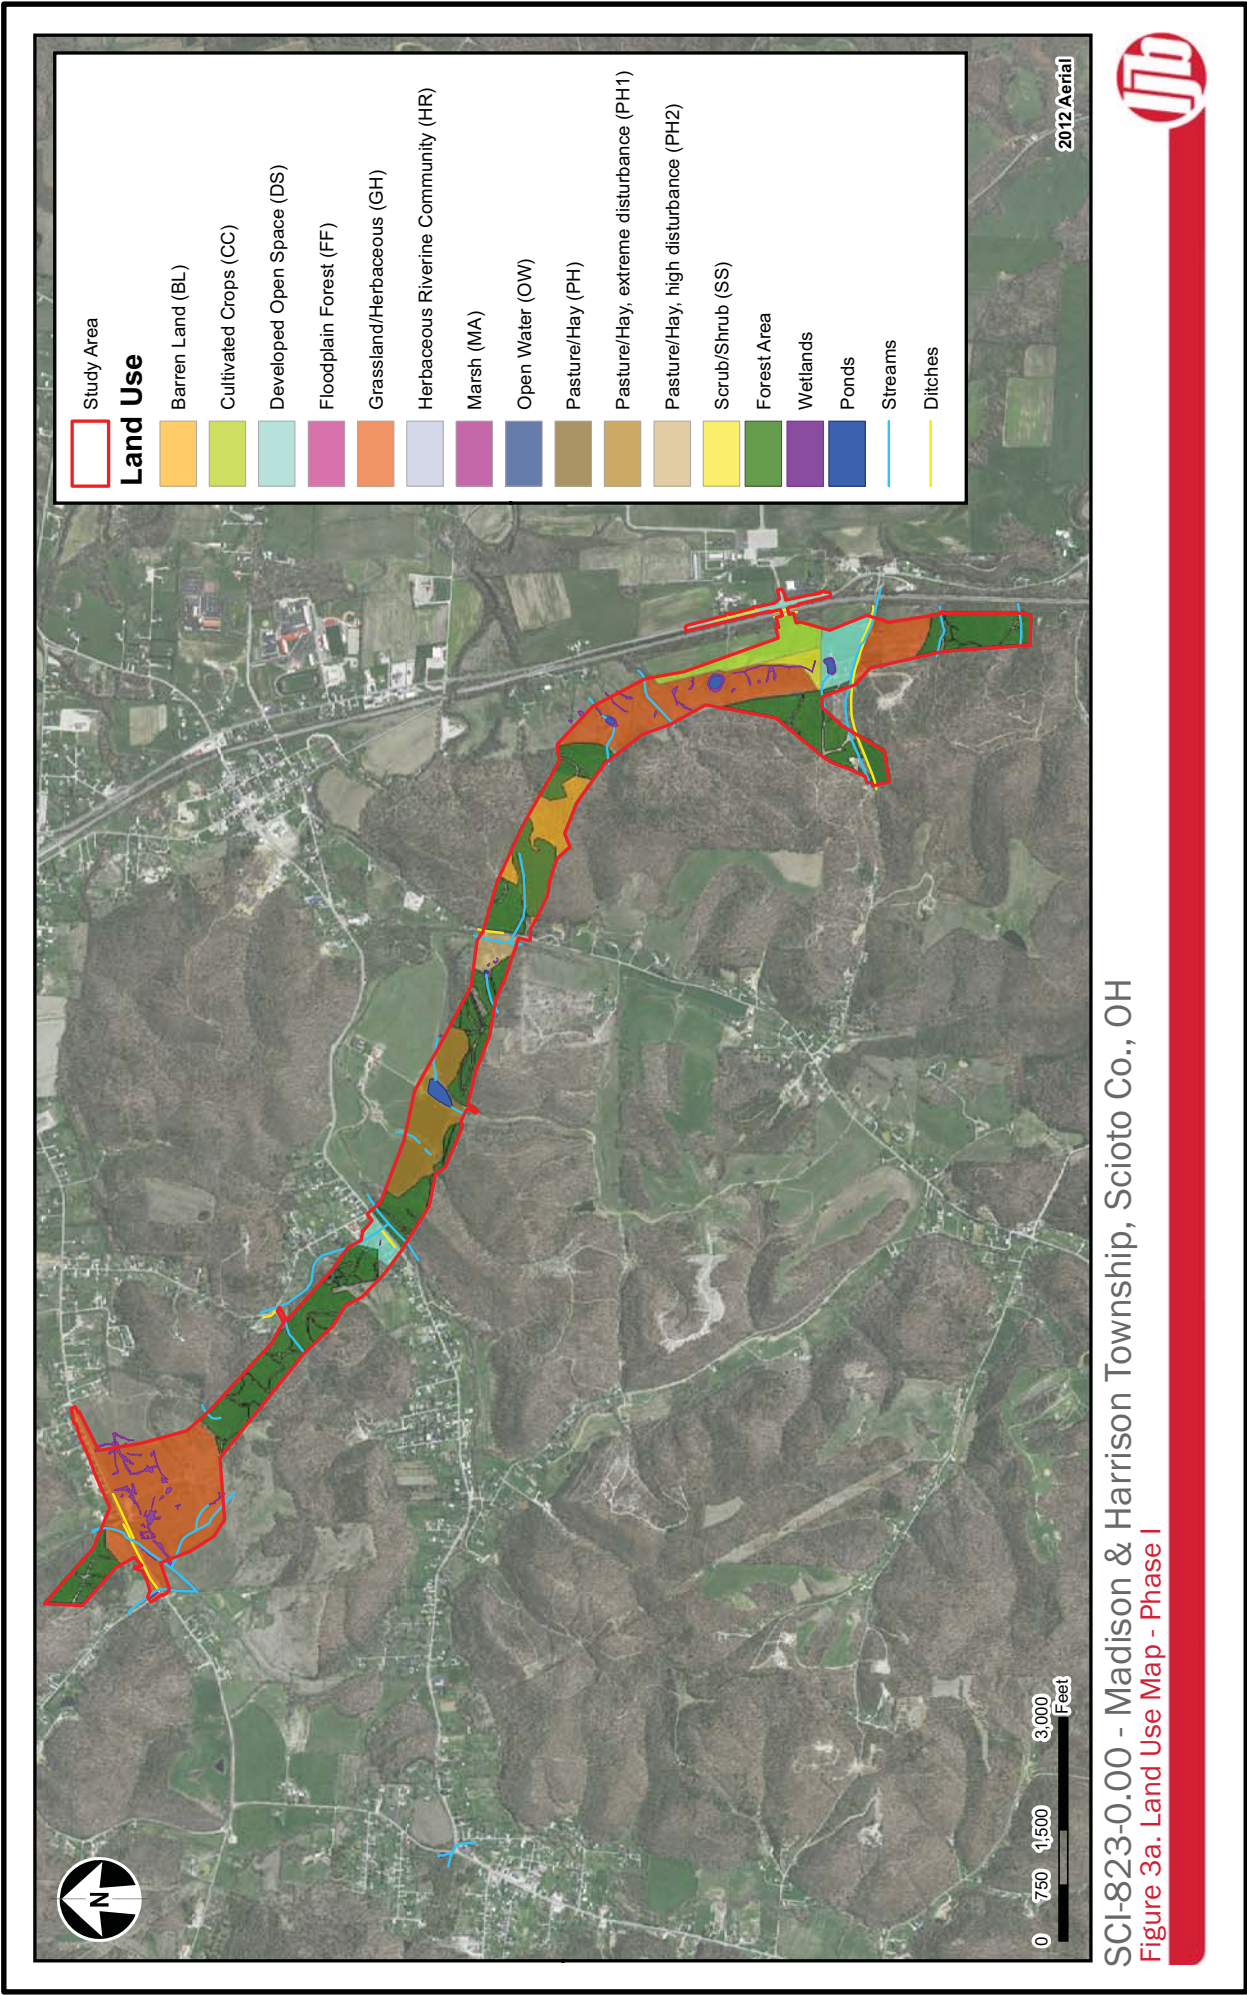 Study Area
Land Use
Barren Land (BL)
Cultivated Crops (CC)
Developed Open Space (DS)
Floodplain Forest (FF)
Grassland/Herbaceous (GH)
Herbaceous Riverine Community (HR)
Marsh (MA)
Open Water (OW)
Pasture/Hay (PH)
Pasture/Hay, extreme disturbance (PH1)
Pasture/Hay, high disturbance (PH2)
Scrub/Shrub (SS)
Forest Area
Wetlands
Ponds
Streams
Ditches
N
0 750 1,500 3,000
Feet
2012 Aerial
SCI-823-0.00 - Madison & Harrison Township, Scioto Co., OH
Figure 3a. Land Use Map - Phase I
ljb